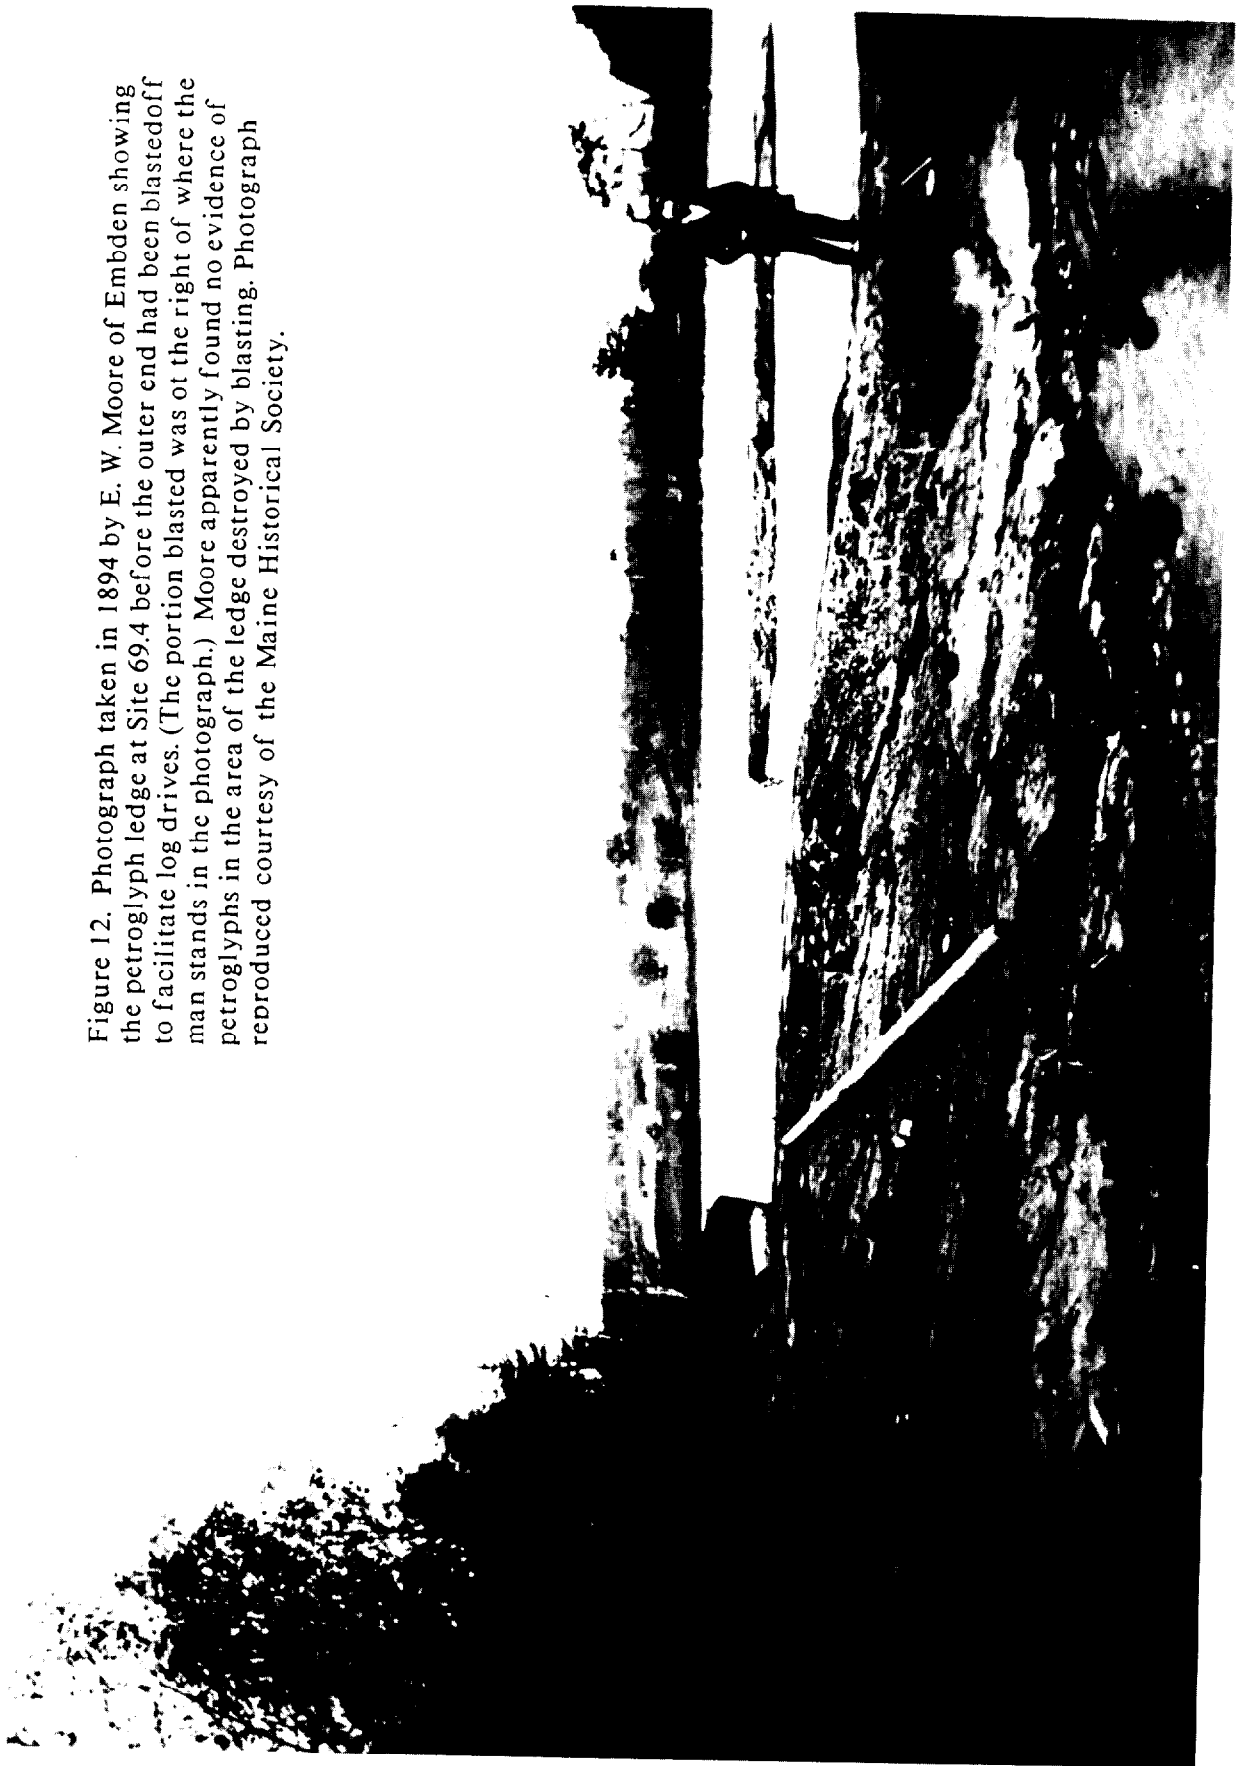 Figure 12. Photograph taken in 1894 by E. W. Moore of Embden showing
the petroglyph ledge at Site 69.4 before the outer end had been blastedoff
to facilitate log drives. (The portion blasted was ot the right of where the
man stands in the photograph.) Moore apparently found no evidence of
petroglyphs in the area of the ledge destroyed by blasting. Photograph
reproduced courtesy of the Maine Historical Society.